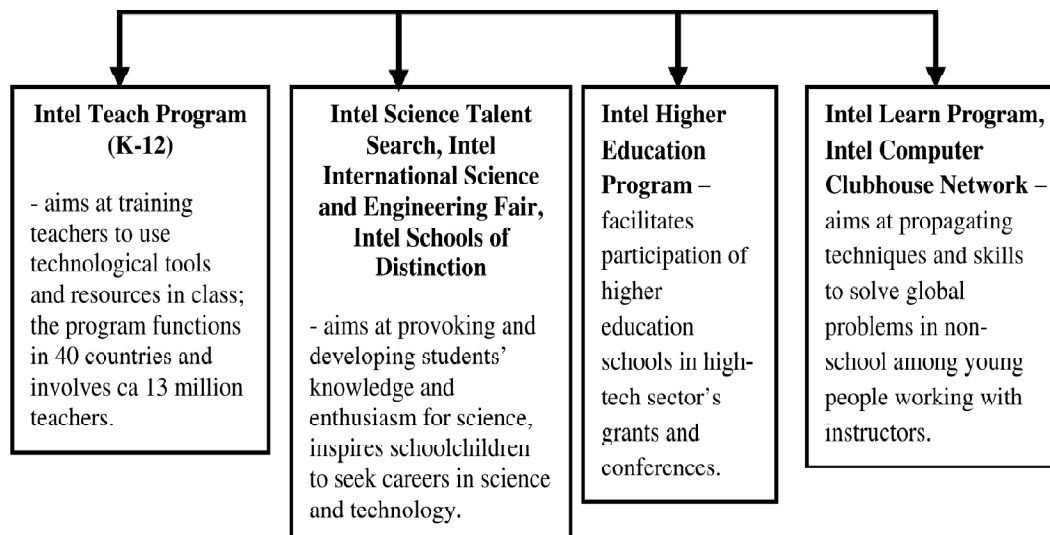 Intel Teach Program
(K-12)
- aims at training
teachers to use
technological tools
and resources in class;
the program functions
in 40 countries and
involves ca 13 million
teachers.
Intel Science Talent
Search, Intel
International Science
and Engineering Fair,
Intel Schools of
Distinction
- aims at provoking and
developing students'
knowledge and
enthusiasm for science,
inspires schoolchildren
to seek careers in science
and technology.
Intel Higher
Education
Program –
facilitates
participation of
higher
education
schools in high-
tech sector's
grants and
conferences.
Intel Learn Program,
Intel Computer
Clubhouse Network –
aims at propagating
techniques and skills
to solve global
problems in non-
school among young
people working with
instructors.